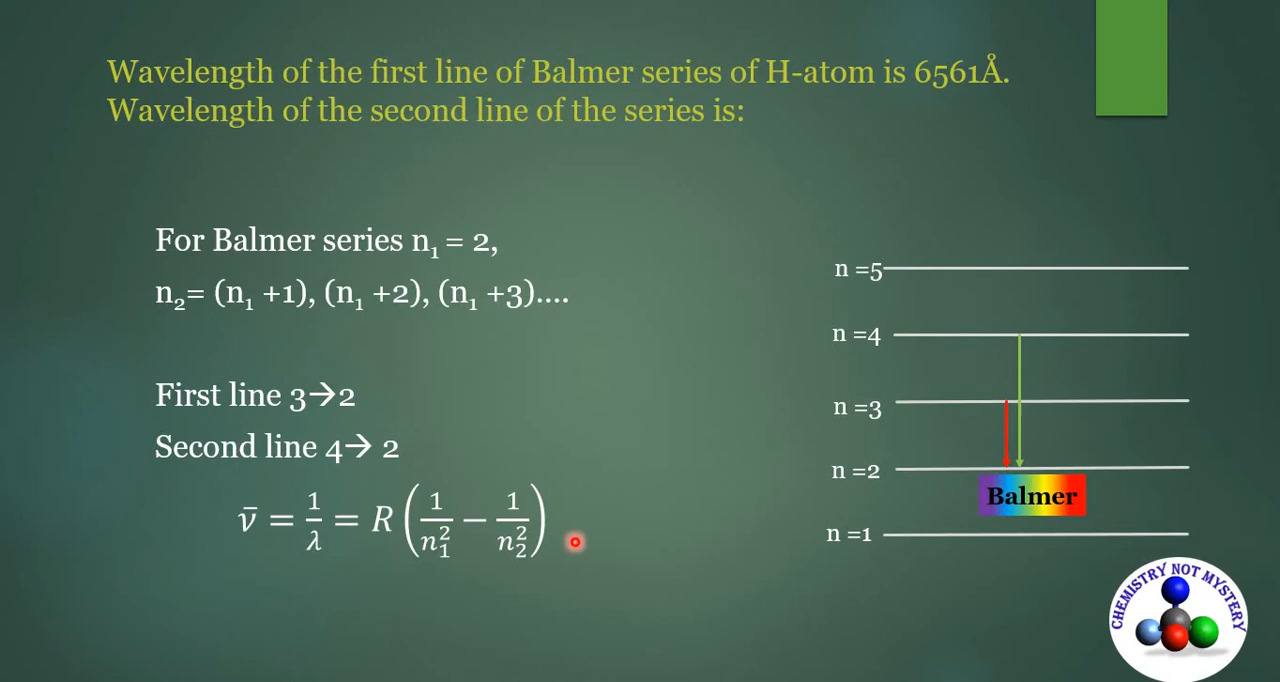 Wavelength of the first line of Balmer series of H-atom is 6561Å.
Wavelength of the second line of the series is:
For Balmer series n₁ = 2,
n₂= (n₁ +1), (n₁ +2), (n₁ +3)....
First line 3→2
Second line 4→ 2
ν̄ = 1/λ = R (1/n₁² − 1/n₂²)
n =5
n =4
n =3
n =2
Balmer
n =1
CHEMISTRY NOT MYSTERY